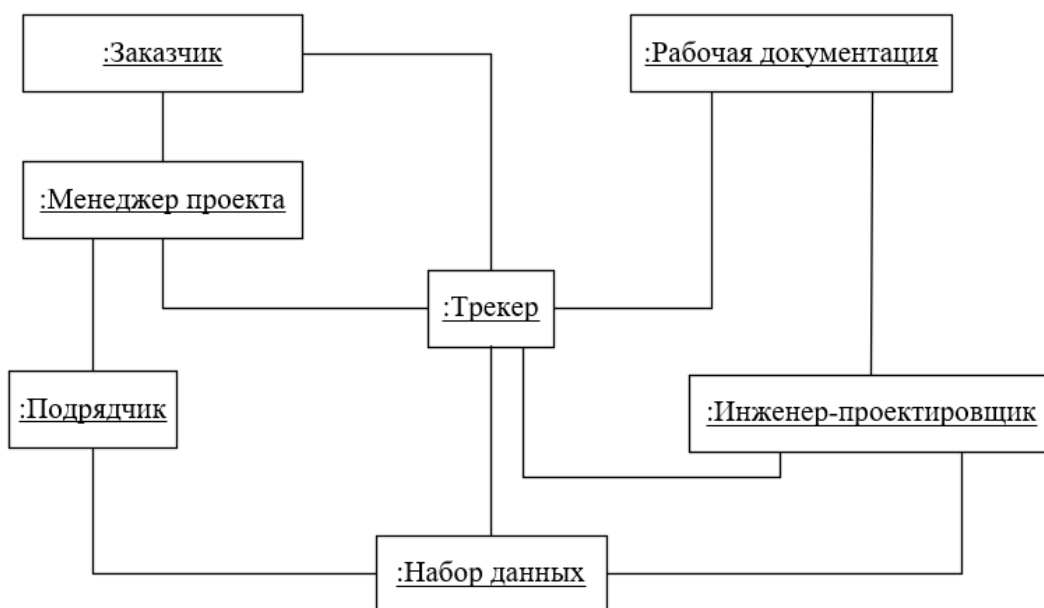 :Заказчик
:Рабочая документация
:Менеджер проекта
:Трекер
:Подрядчик
:Инженер-проектировщик
:Набор данных